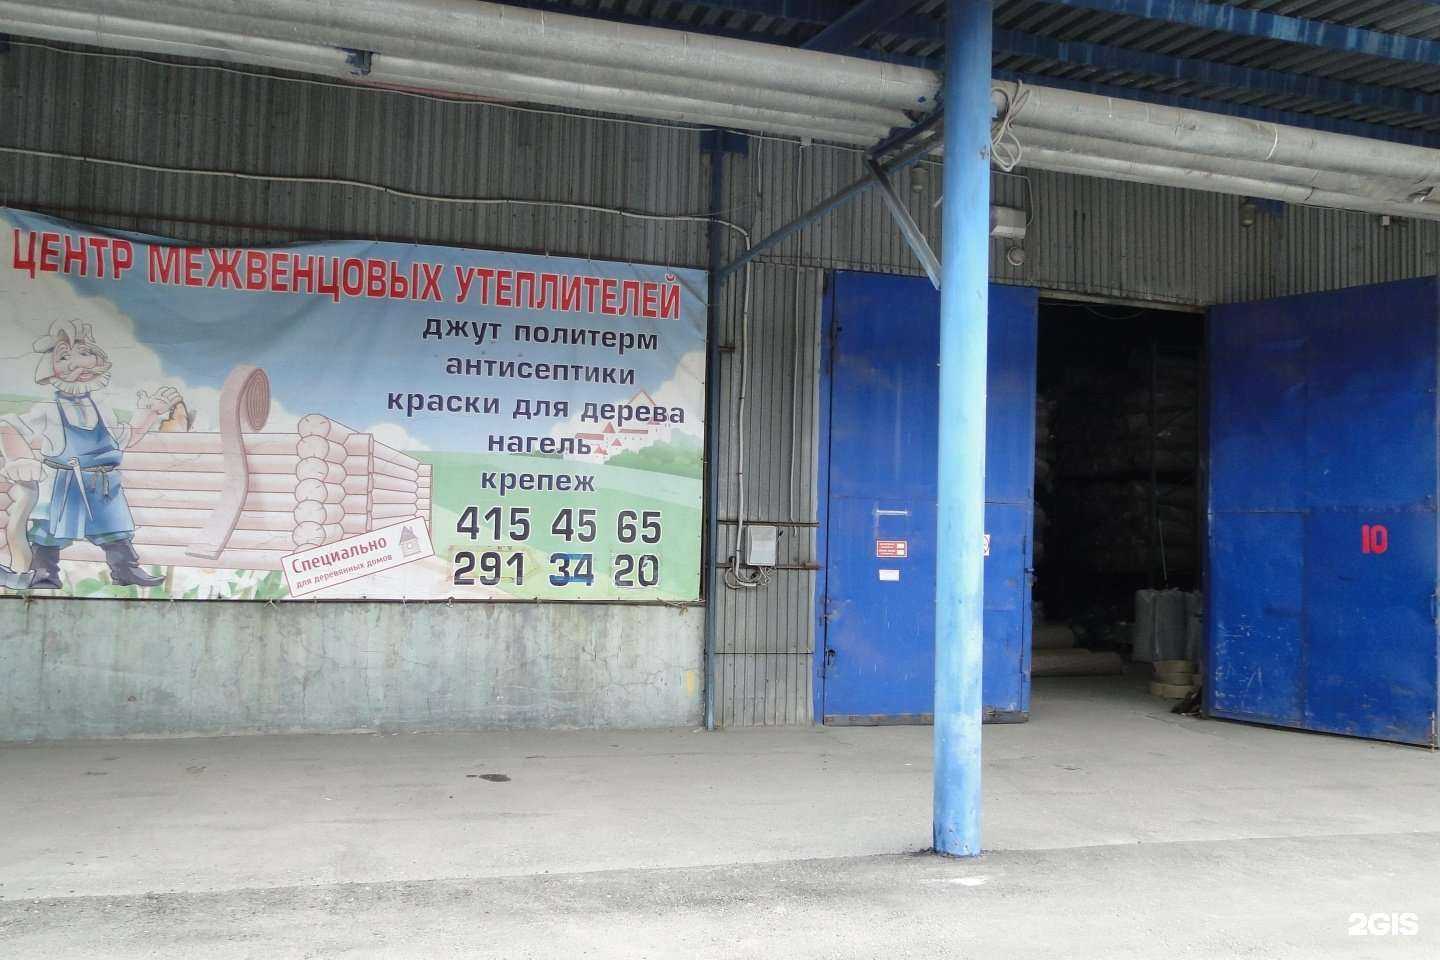 ЦЕНТР МЕЖВЕНЦОВЫХ УТЕПЛИТЕЛЕЙ
джут политерм
антисептики
краски для дерева
нагель
крепеж
415 45 65
291 34 20
Специально
для деревянных домов
10
2GIS